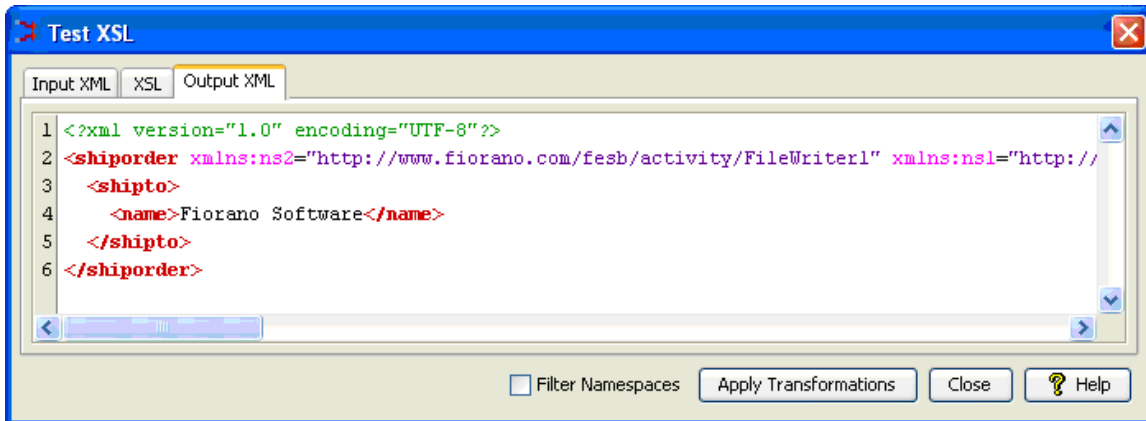 Test XSL
Input XML XSL Output XML
1 <?xml version="1.0" encoding="UTF-8"?>
2 <shiporder xmlns:ns2="http://www.fiorano.com/fesb/activity/FileWriter1" xmlns:ns1="http://
3 <shipto>
4 <name>Fiorano Software</name>
5 </shipto>
6 </shiporder>
Filter Namespaces Apply Transformations Close ? Help